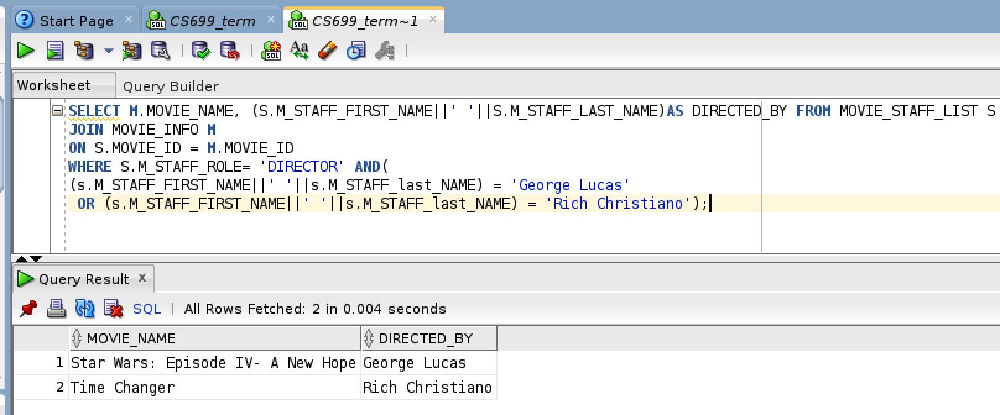 Start Page
CS699_term
CS699_term~1
Worksheet
Query Builder
SELECT M.MOVIE_NAME, (S.M_STAFF_FIRST_NAME||' '||S.M_STAFF_LAST_NAME)AS DIRECTED_BY FROM MOVIE_STAFF_LIST S
JOIN MOVIE_INFO M
ON S.MOVIE_ID = M.MOVIE_ID
WHERE S.M_STAFF_ROLE= 'DIRECTOR' AND(
(s.M_STAFF_FIRST_NAME||' '||s.M_STAFF_last_NAME) = 'George Lucas'
OR (s.M_STAFF_FIRST_NAME||' '||s.M_STAFF_last_NAME) = 'Rich Christiano');
Query Result
SQL | All Rows Fetched: 2 in 0.004 seconds
MOVIE_NAME DIRECTED_BY
1 Star Wars: Episode IV- A New Hope George Lucas
2 Time Changer Rich Christiano